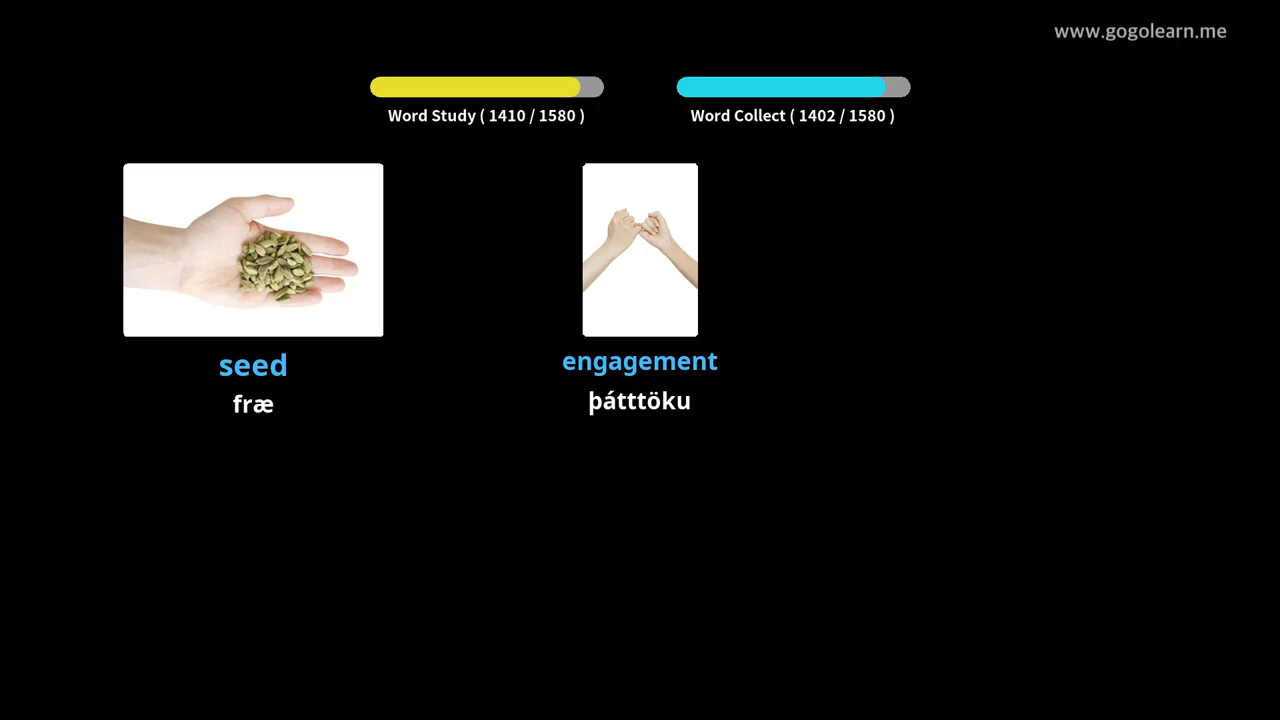 www.gogolearn.me
Word Study ( 1410 / 1580 )
Word Collect ( 1402 / 1580 )
seed
fræ
engagement
þátttöku